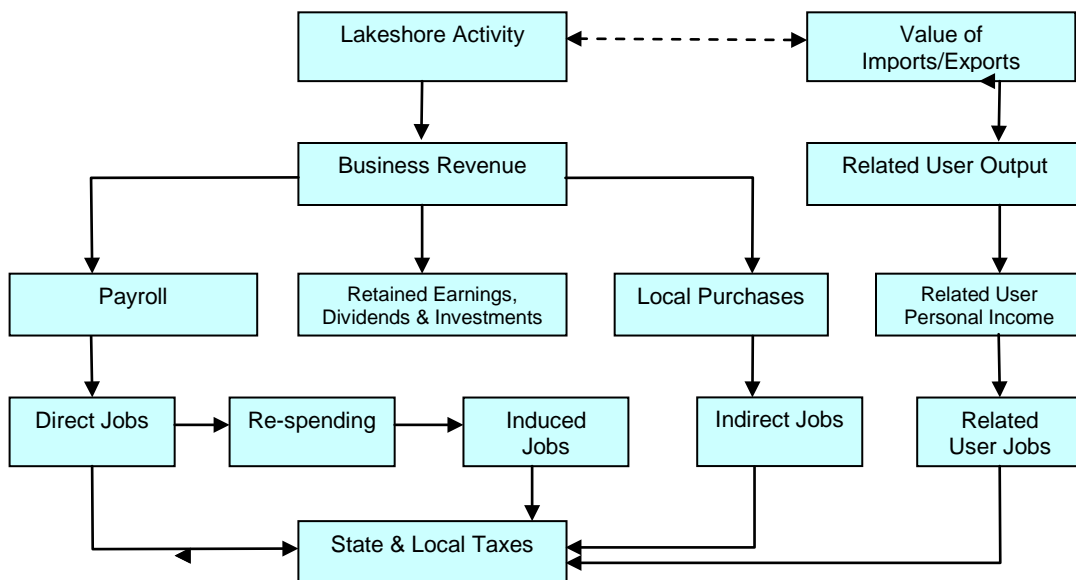 Lakeshore Activity
Value of
Imports/Exports
Business Revenue
Related User Output
Payroll
Retained Earnings,
Dividends & Investments
Local Purchases
Related User
Personal Income
Direct Jobs
Re-spending
Induced
Jobs
Indirect Jobs
Related
User Jobs
State & Local Taxes